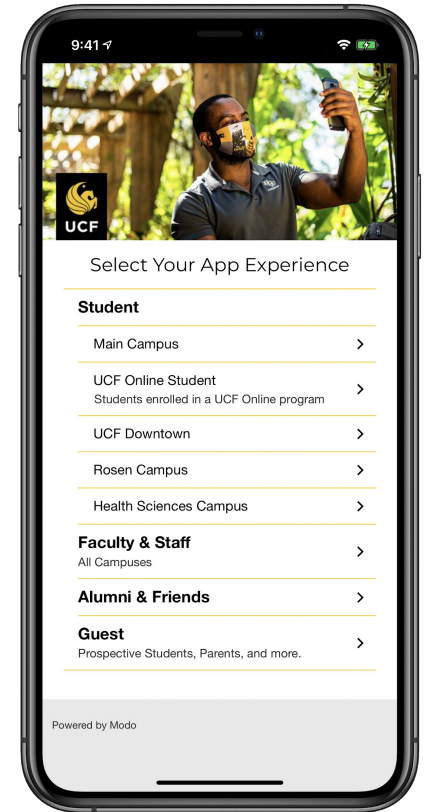 9:41
UCF
Select Your App Experience
Student
Main Campus
UCF Online Student
Students enrolled in a UCF Online program
UCF Downtown
Rosen Campus
Health Sciences Campus
Faculty & Staff
All Campuses
Alumni & Friends
Guest
Prospective Students, Parents, and more.
Powered by Modo